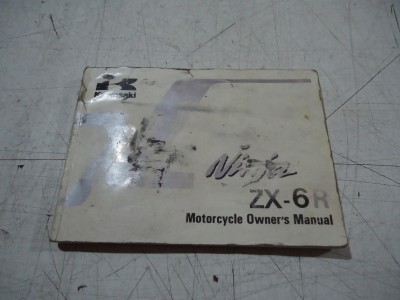 Kawasaki
Ninja
ZX-6R
Motorcycle Owner's Manual